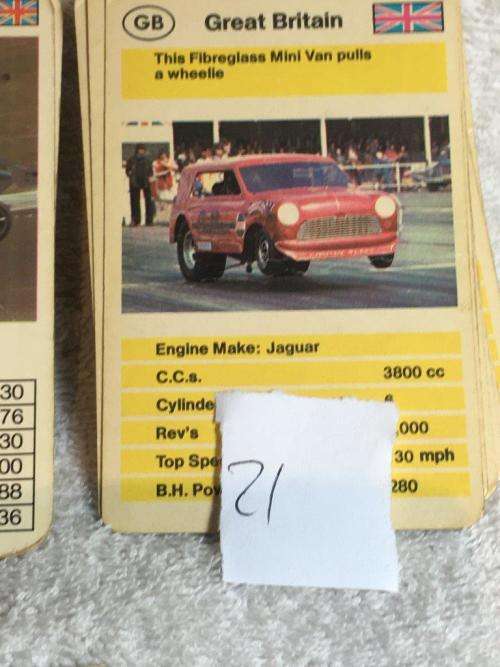 GB Great Britain
This Fibreglass Mini Van pulls
a wheelie
Engine Make: Jaguar
C.C.s. 3800 cc
Cylinde
Rev's ,000
Top Spe 30 mph
B.H. Pow 280
21
30
76
30
00
88
36